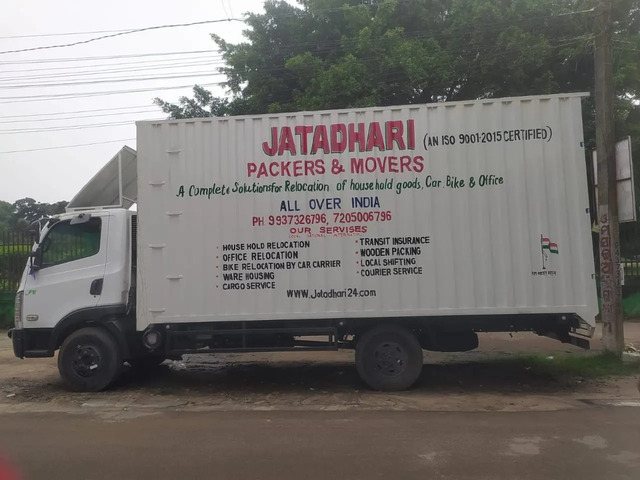 JATADHARI (AN ISO 9001-2015 CERTIFIED)
PACKERS & MOVERS
A Complete Solutions for Relocation of household goods, Car, Bike & Office
ALL OVER INDIA
PH 9937326796, 7205006796
OUR SERVISES
• HOUSE HOLD RELOCATION
• OFFICE RELOCATION
• BIKE RELOCATION BY CAR CARRIER
• WARE HOUSING
• CARGO SERVICE
• TRANSIT INSURANCE
• WOODEN PACKING
• LOCAL SHIFTING
• COURIER SERVICE
WWW.Jatadhari24.com